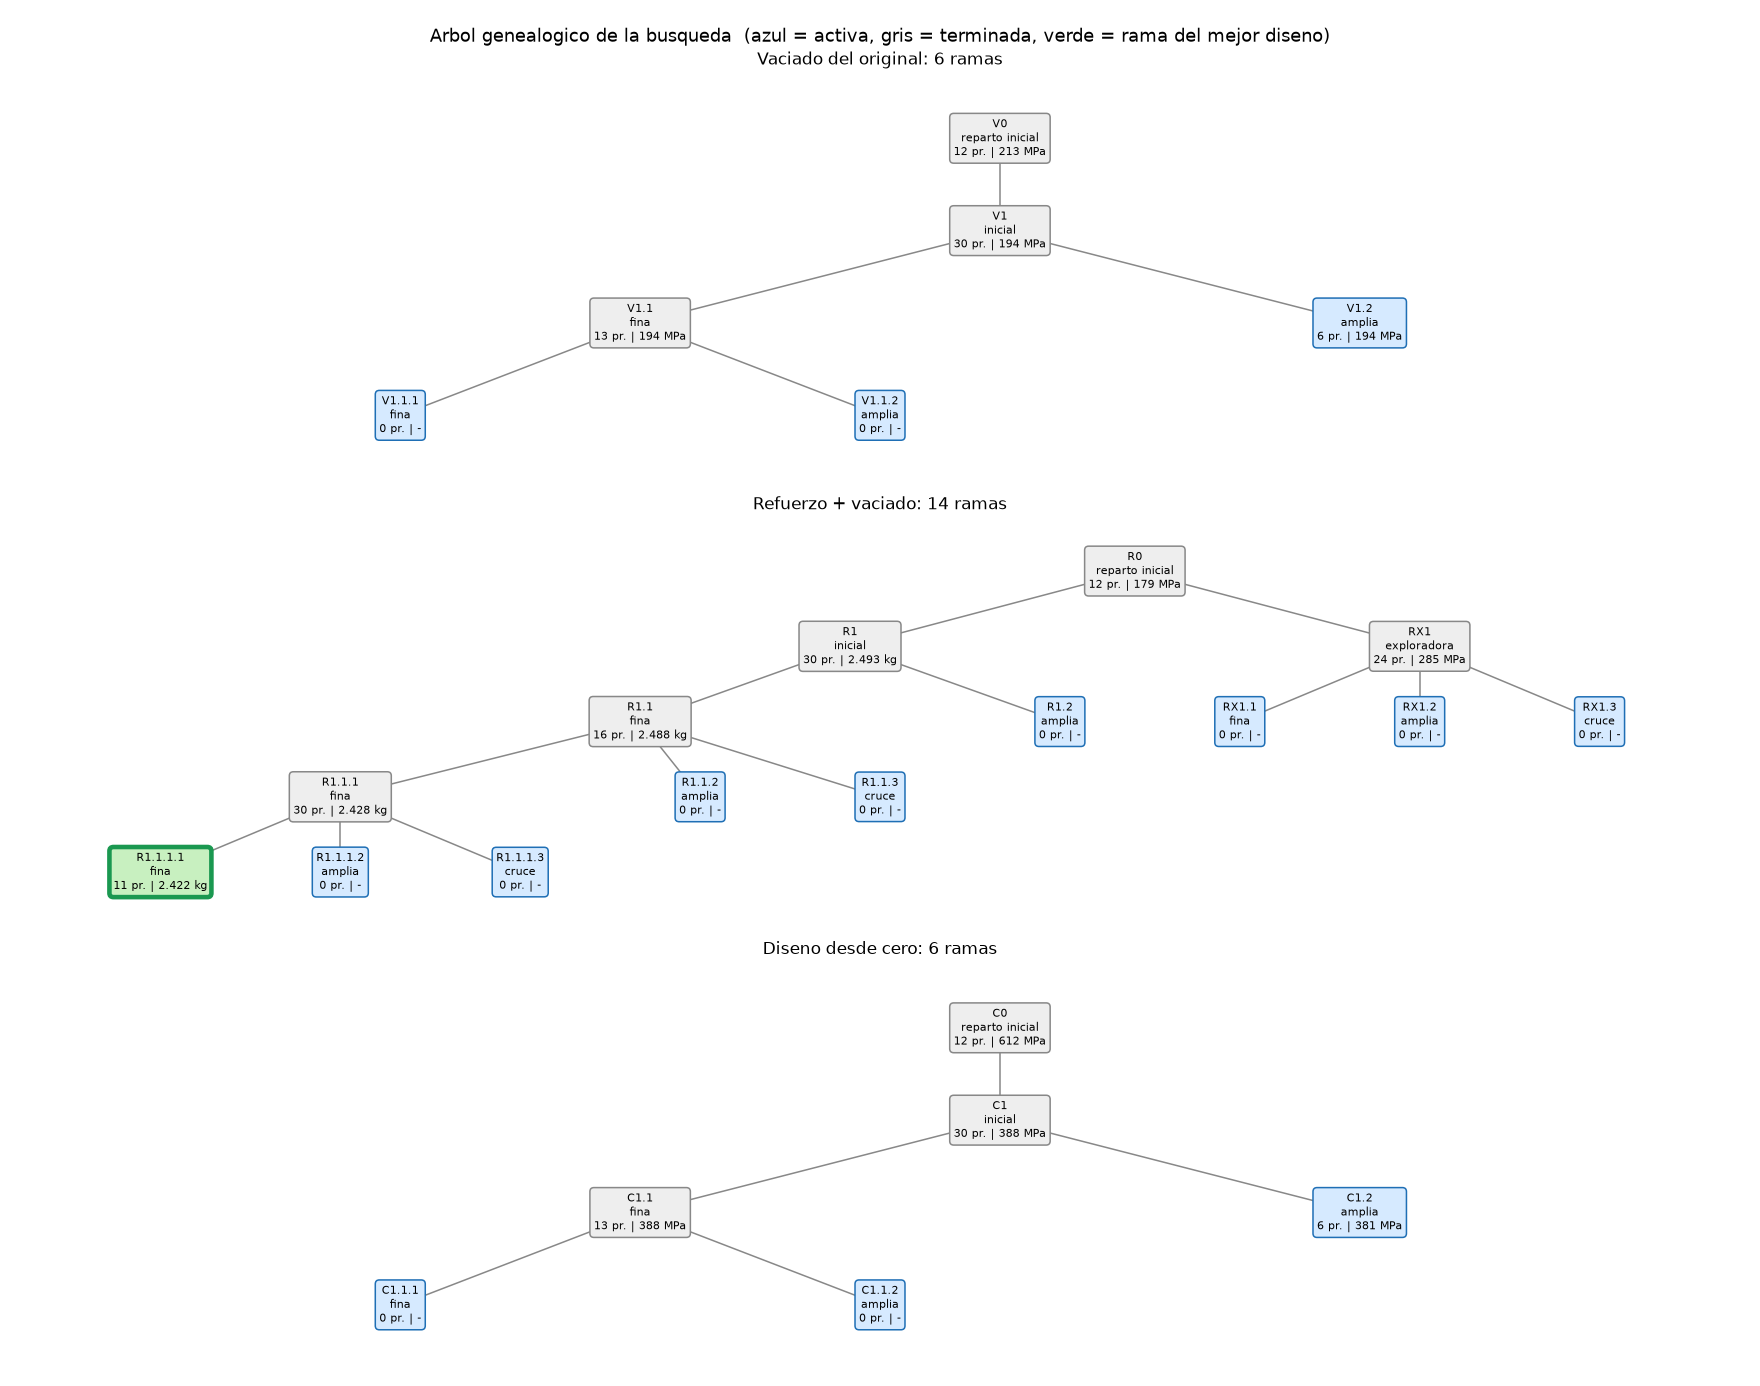 Arbol genealogico de la busqueda  (azul = activa, gris = terminada, verde = rama del mejor diseno)
Vaciado del original: 6 ramas
V0
reparto inicial
12 pr. | 213 MPa
V1
inicial
30 pr. | 194 MPa
V1.1
fina
13 pr. | 194 MPa
V1.2
amplia
6 pr. | 194 MPa
V1.1.1
fina
0 pr. | -
V1.1.2
amplia
0 pr. | -
Refuerzo + vaciado: 14 ramas
R0
reparto inicial
12 pr. | 179 MPa
R1
inicial
30 pr. | 2.493 kg
RX1
exploradora
24 pr. | 285 MPa
R1.1
fina
16 pr. | 2.488 kg
R1.2
amplia
0 pr. | -
RX1.1
fina
0 pr. | -
RX1.2
amplia
0 pr. | -
RX1.3
cruce
0 pr. | -
R1.1.1
fina
30 pr. | 2.428 kg
R1.1.2
amplia
0 pr. | -
R1.1.3
cruce
0 pr. | -
R1.1.1.1
fina
11 pr. | 2.422 kg
R1.1.1.2
amplia
0 pr. | -
R1.1.1.3
cruce
0 pr. | -
Diseno desde cero: 6 ramas
C0
reparto inicial
12 pr. | 612 MPa
C1
inicial
30 pr. | 388 MPa
C1.1
fina
13 pr. | 388 MPa
C1.2
amplia
6 pr. | 381 MPa
C1.1.1
fina
0 pr. | -
C1.1.2
amplia
0 pr. | -